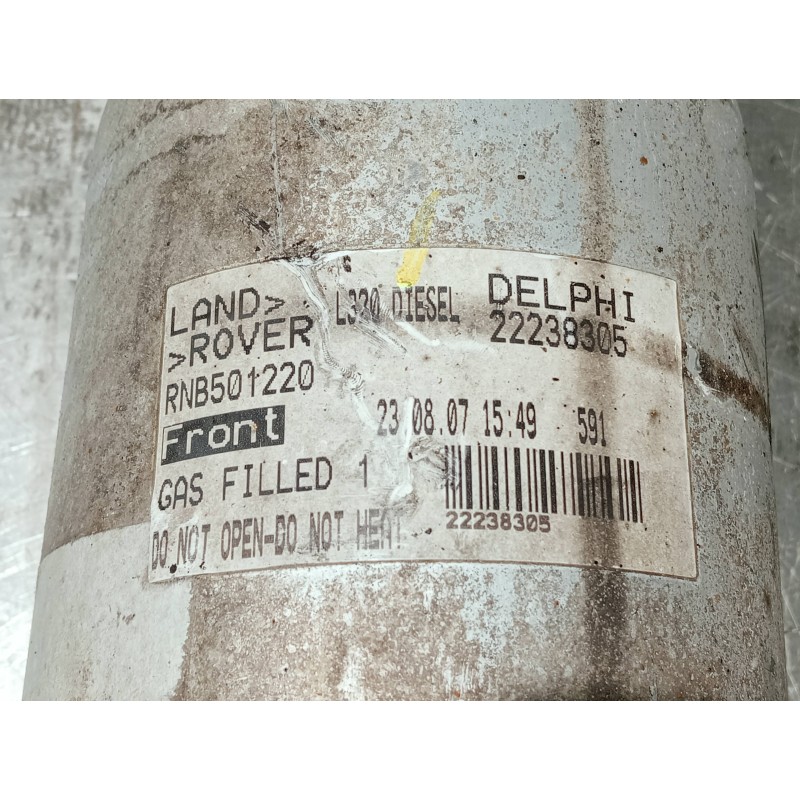 LAND> L320 DIESEL DELPHI
>ROVER 22238305
RNB501220
Front 23.08.07 15:49 591
GAS FILLED 1
DO NOT OPEN-DO NOT HEAT
22238305